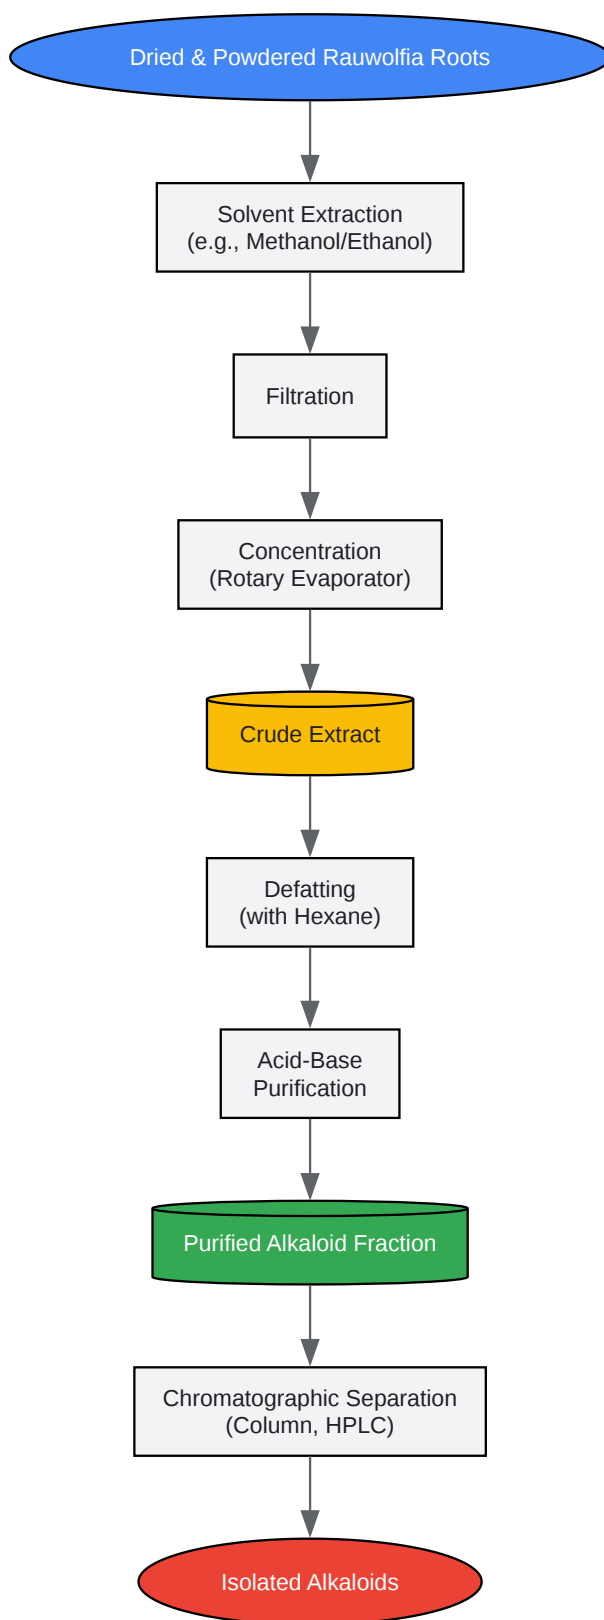 Dried & Powdered Rauwolfia Roots
Solvent Extraction
(e.g., Methanol/Ethanol)
Filtration
Concentration
(Rotary Evaporator)
Crude Extract
Defatting
(with Hexane)
Acid-Base
Purification
Purified Alkaloid Fraction
Chromatographic Separation
(Column, HPLC)
Isolated Alkaloids